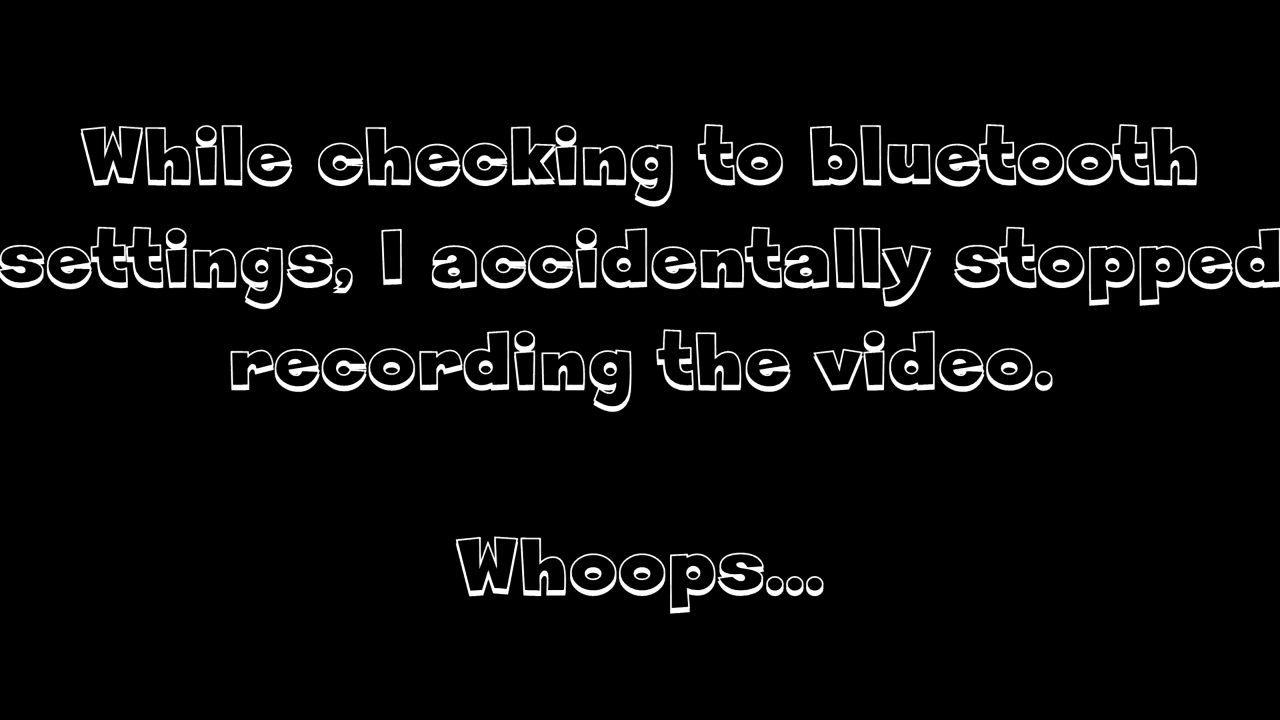 While checking to bluetooth
settings, I accidentally stopped
recording the video.
Whoops...